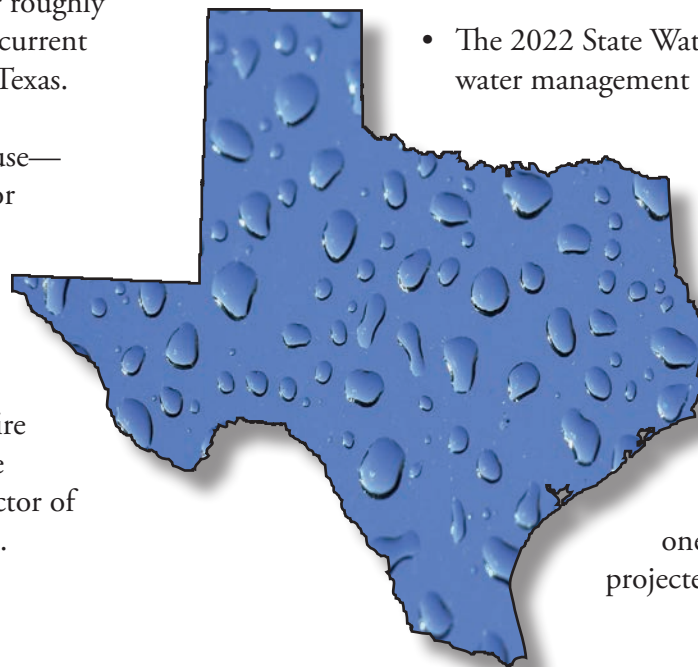 roughly
current
Texas.
use—
or
ire
e
ctor of
.
• The 2022 State Wat
water management
one
projecte